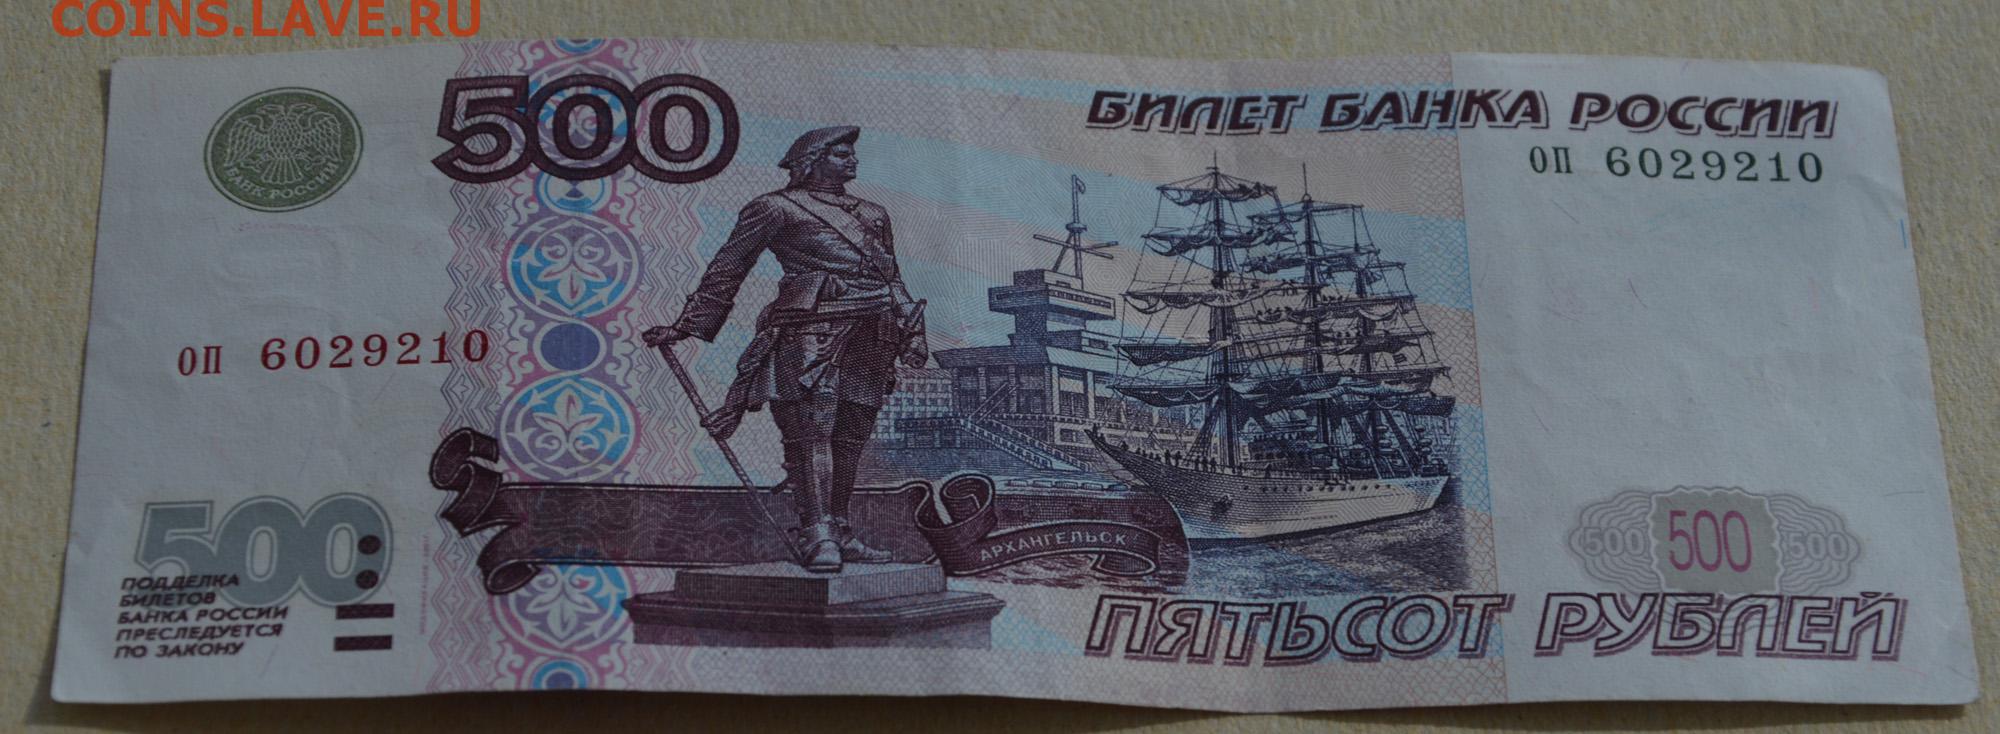 COINS.LAVE.RU
БАНК РОССИИ
500
БИЛЕТ БАНКА РОССИИ
ОП 6029210
ОП 6029210
АРХАНГЕЛЬСК
500
ПОДДЕЛКА
БИЛЕТОВ
БАНКА РОССИИ
ПРЕСЛЕДУЕТСЯ
ПО ЗАКОНУ
500 500 500
ПЯТЬСОТ РУБЛЕЙ